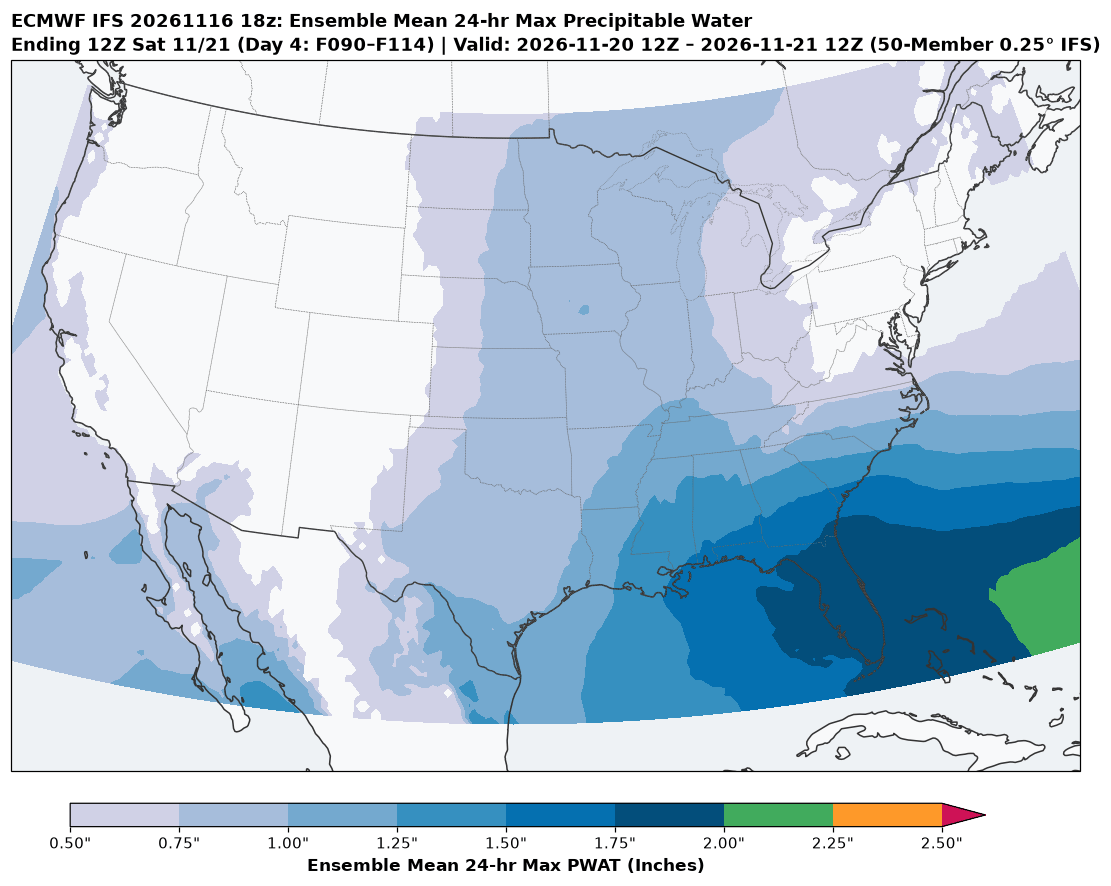 ECMWF IFS 20261116 18z: Ensemble Mean 24-hr Max Precipitable Water
Ending 12Z Sat 11/21 (Day 4: F090–F114) | Valid: 2026-11-20 12Z – 2026-11-21 12Z (50-Member 0.25° IFS)
0.50" 0.75" 1.00" 1.25" 1.50" 1.75" 2.00" 2.25" 2.50"
Ensemble Mean 24-hr Max PWAT (Inches)